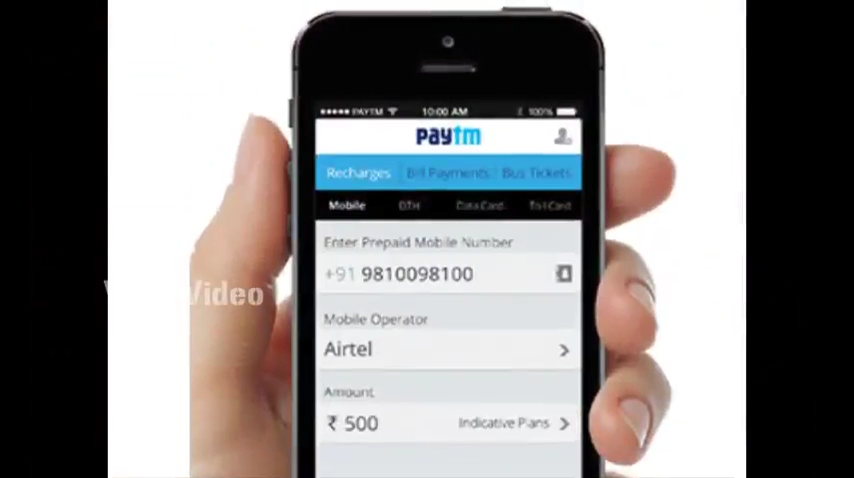 PAYTM 10:00 AM 100%
paytm
Recharges Bill Payments Bus Tickets
Mobile DTH Data Card Toll Card
Enter Prepaid Mobile Number
+91 9810098100
Video
Mobile Operator
Airtel
Amount
₹ 500 Indicative Plans